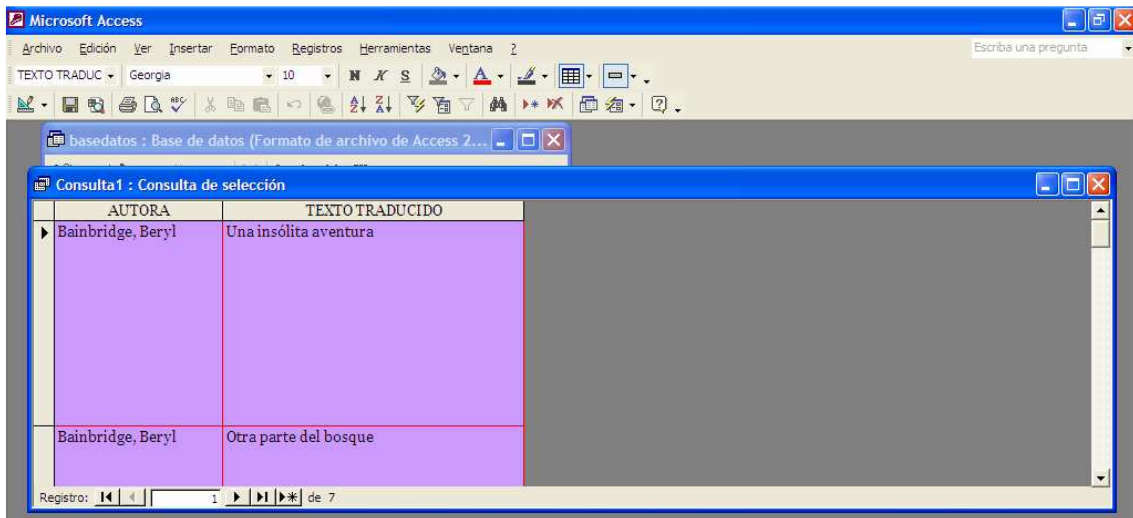 Microsoft Access
Archivo Edición Ver Insertar Formato Registros Herramientas Ventana ? Escriba una pregunta
TEXTO TRADUC Georgia 10 N K S
basedatos : Base de datos (Formato de archivo de Access 2...
Consulta1 : Consulta de selección
AUTORA TEXTO TRADUCIDO
Bainbridge, Beryl Una insólita aventura
Bainbridge, Beryl Otra parte del bosque
Registro: 1 de 7